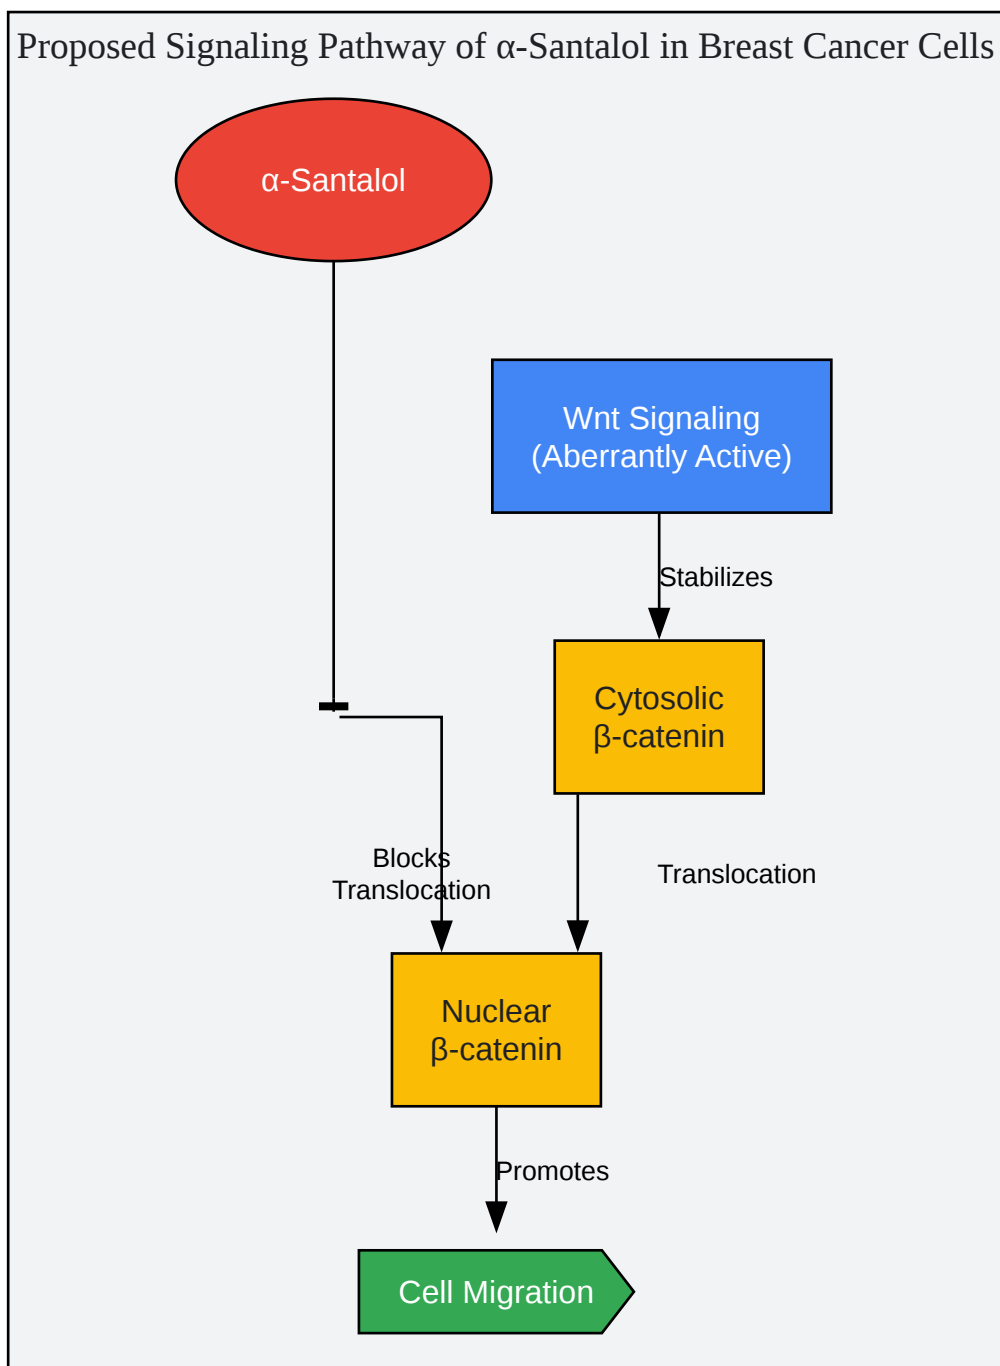 Proposed Signaling Pathway of α-Santalol in Breast Cancer Cells
α-Santalol
Wnt Signaling
(Aberrantly Active)
Stabilizes
Cytosolic
β-catenin
Blocks
Translocation
Translocation
Nuclear
β-catenin
Promotes
Cell Migration